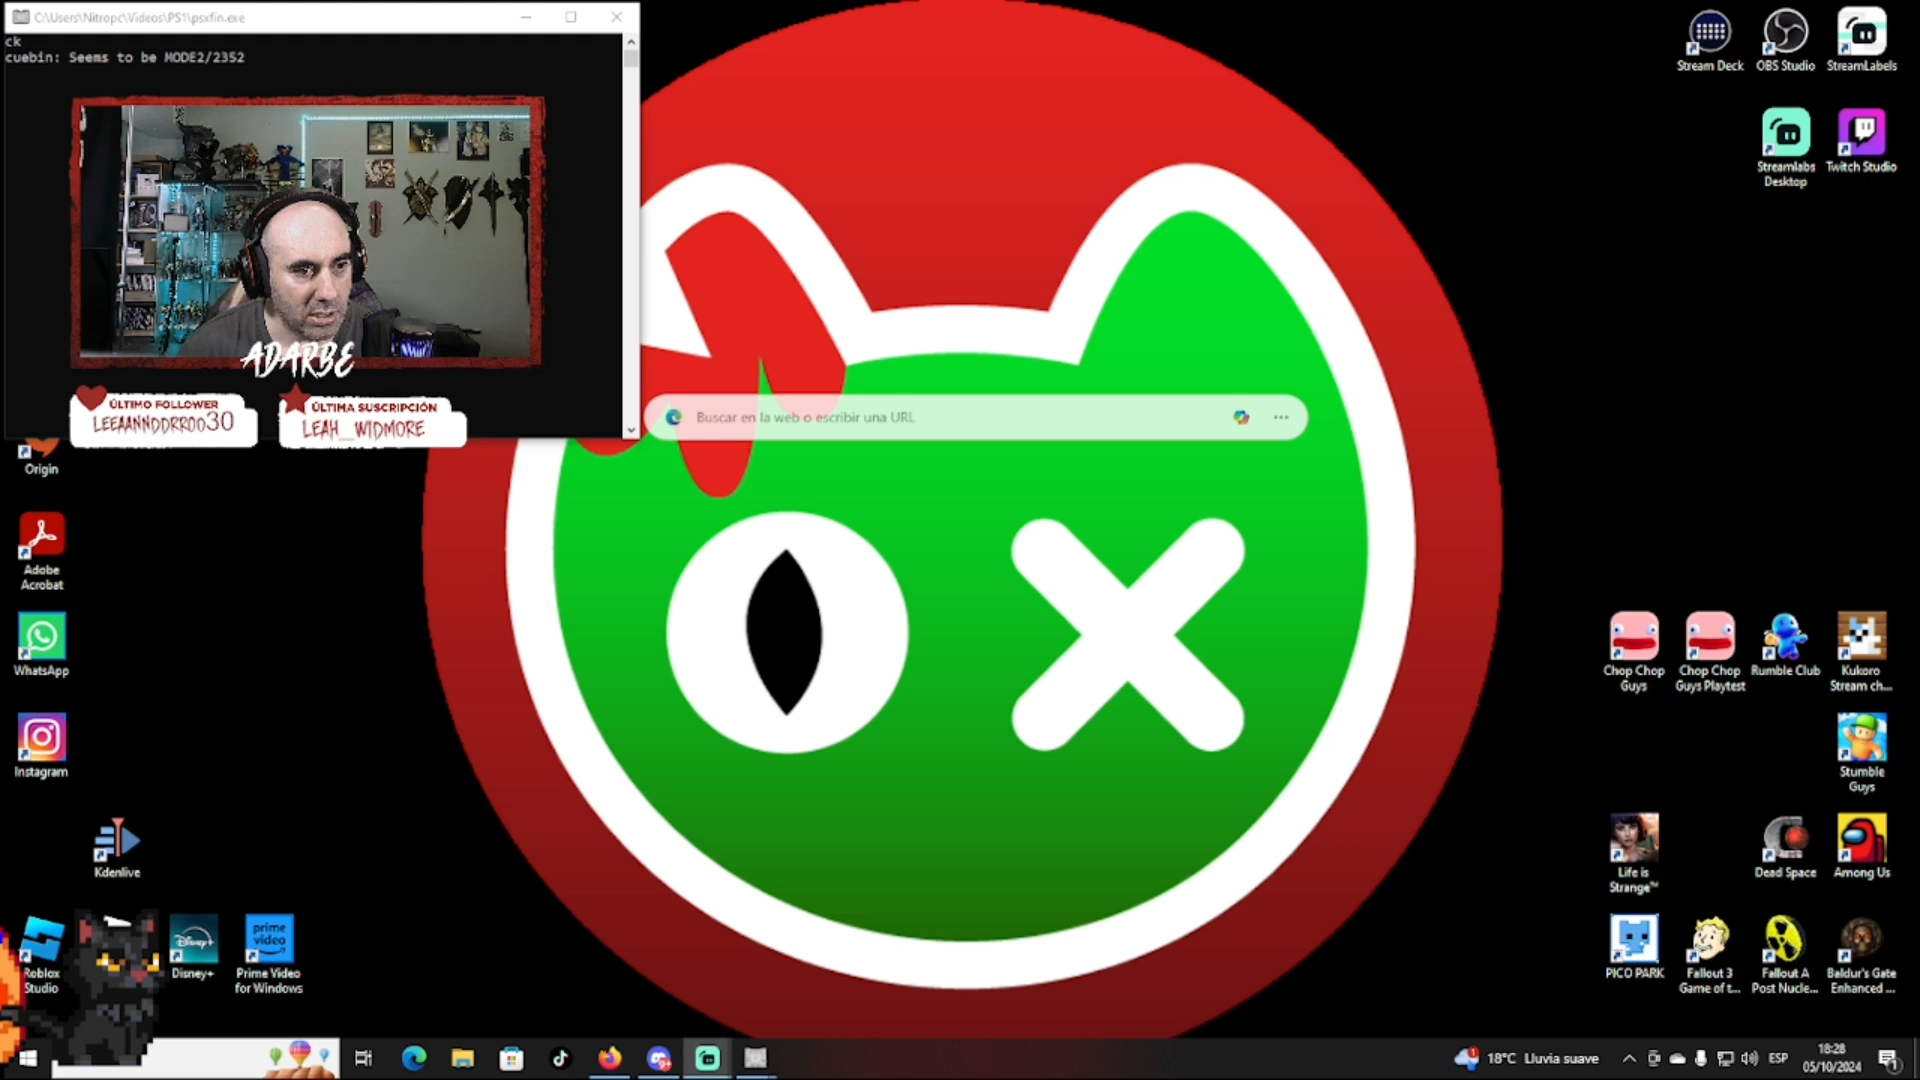 C:\Users\Nitropc\Videos\PS1\psxfin.exe
ck
cuebin: Seems to be MODE2/2352
ADARBE
ÚLTIMO FOLLOWER
LEEAANNDDRROO30
ÚLTIMA SUSCRIPCIÓN
LEAH_WIDMORE
Buscar en la web o escribir una URL
Stream Deck
OBS Studio
StreamLabels
Streamlabs
Desktop
Twitch Studio
Origin
Adobe
Acrobat
WhatsApp
Instagram
Kdenlive
Roblox
Studio
Disney+
Disney+
prime
video
Prime Video
for Windows
Chop Chop
Guys
Chop Chop
Guys Playtest
Rumble Club
Kukoro
Stream ch...
Stumble
Guys
Life is
Strange™
Dead Space
Among Us
PICO PARK
Fallout 3
Game of t...
Fallout A
Post Nucle...
Baldur's Gate
Enhanced ...
18°C Lluvia suave
ESP
18:28
05/10/2024
1